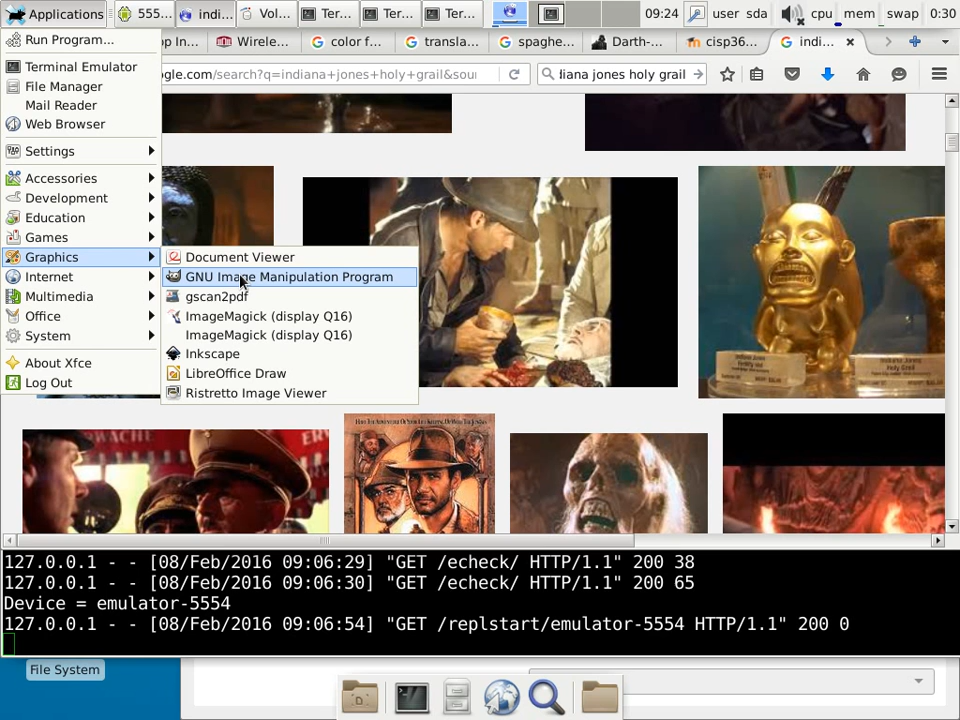 Applications
555...
indi...
Vol...
Ter...
Ter...
Ter...
09:24
user
sda
cpu
mem
swap
0:30
op In...
Wirele...
color f...
transla...
spaghe...
Darth-...
cisp36...
indi...
ogle.com/search?q=indiana+jones+holy+grail&sou
liana jones holy grail
Run Program...
Terminal Emulator
File Manager
Mail Reader
Web Browser
Settings
Accessories
Development
Education
Games
Graphics
Internet
Multimedia
Office
System
About Xfce
Log Out
Document Viewer
GNU Image Manipulation Program
gscan2pdf
ImageMagick (display Q16)
ImageMagick (display Q16)
Inkscape
LibreOffice Draw
Ristretto Image Viewer
127.0.0.1 - - [08/Feb/2016 09:06:29] "GET /echeck/ HTTP/1.1" 200 38
127.0.0.1 - - [08/Feb/2016 09:06:30] "GET /echeck/ HTTP/1.1" 200 65
Device = emulator-5554
127.0.0.1 - - [08/Feb/2016 09:06:54] "GET /replstart/emulator-5554 HTTP/1.1" 200 0
File System